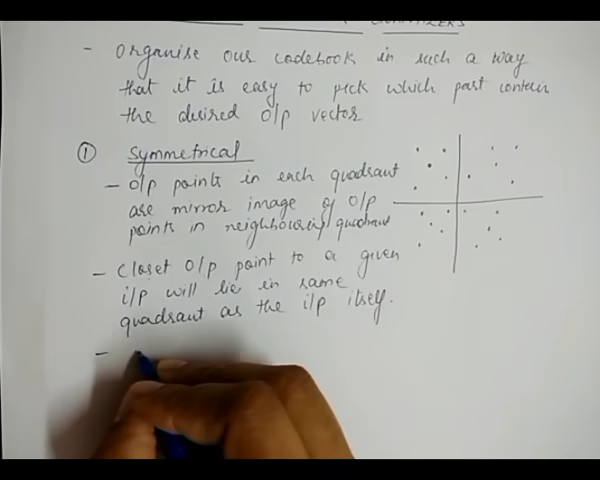 QUANTIZERS
- Organise our codebook in such a way
that it is easy to pick which part contain
the desired O/p vector
① Symmetrical
- O/p points in each quadrant
are mirror image of O/p
points in neighbouring quadrant
- Closet O/p point to a given
i/p will lie in same
quadrant as the i/p itself.
-